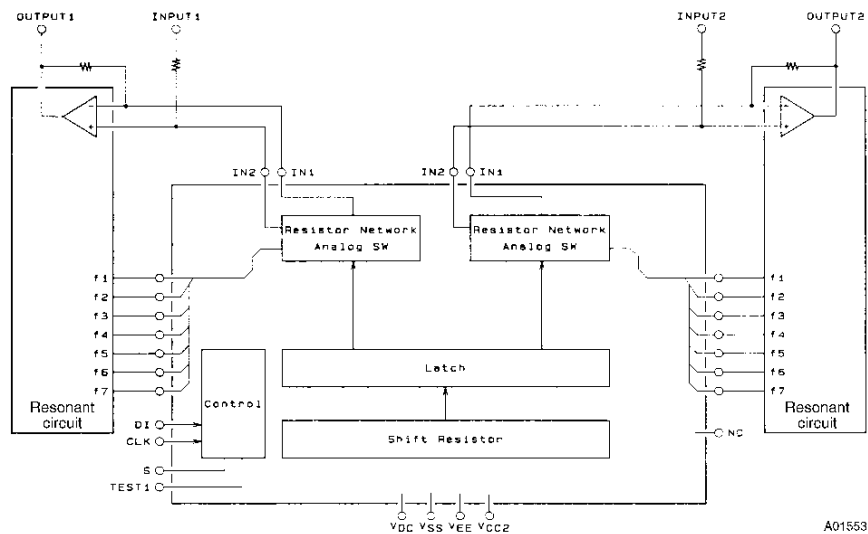 OUTPUT1 INPUT1 INPUT2 OUTPUT2
IN2 IN1 IN2 IN1
Resistor Network
Analog SW
Resistor Network
Analog SW
f1 f1
f2 f2
f3 f3
f4 f4
f5 f5
f6 f6
f7 f7
Resonant
circuit
Resonant
circuit
Latch
Control
DI
CLK
Shift Resistor
NC
S
TEST1
VDC VSS VEE VCC2
A01553